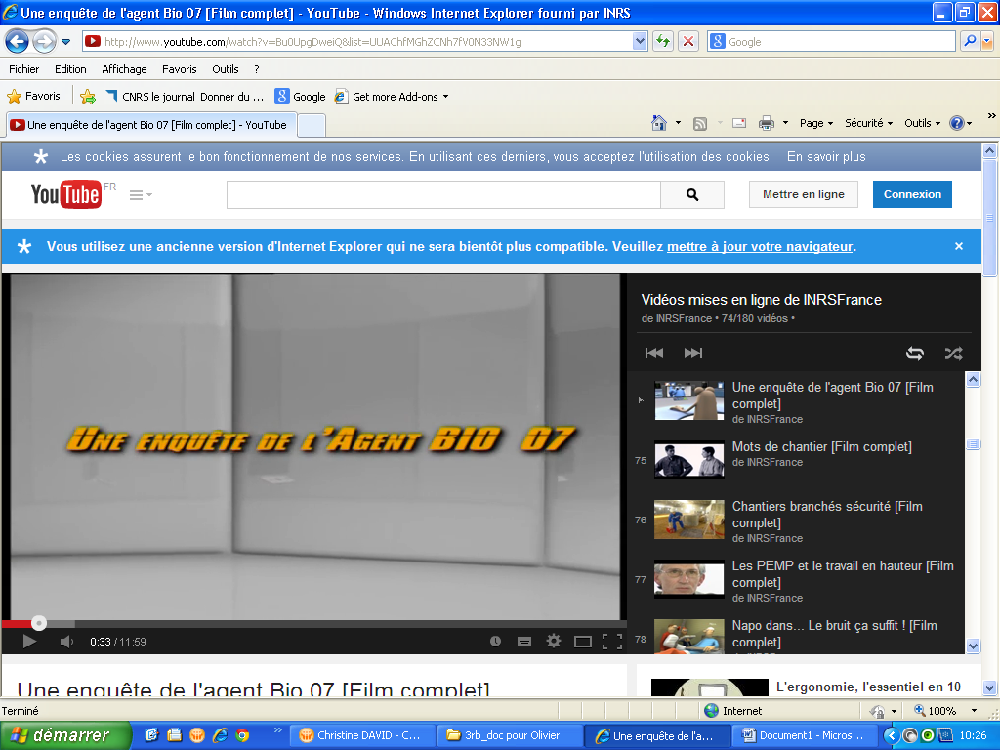 Une enquête de l'agent Bio 07 [Film complet] - YouTube - Windows Internet Explorer fourni par INRS
http://www.youtube.com/watch?v=Bu0UpgDweiQ&list=UUAChfMGhZCNh7fV0N33NW1g
Google
Fichier Edition Affichage Favoris Outils ?
Favoris CNRS le journal Donner du ... Google Get more Add-ons
Une enquête de l'agent Bio 07 [Film complet] - YouTube
Page Sécurité Outils
Les cookies assurent le bon fonctionnement de nos services. En utilisant ces derniers, vous acceptez l'utilisation des cookies. En savoir plus
YouTube FR
Mettre en ligne Connexion
Vous utilisez une ancienne version d'Internet Explorer qui ne sera bientôt plus compatible. Veuillez mettre à jour votre navigateur. ×
UNE ENQUÊTE DE L'AGENT BIO 07
0:33 / 11:59
Vidéos mises en ligne de INRSFrance
de INRSFrance • 74/180 vidéos •
Une enquête de l'agent Bio 07 [Film
complet]
de INRSFrance
75 Mots de chantier [Film complet]
de INRSFrance
76 Chantiers branchés sécurité [Film
complet]
de INRSFrance
77 Les PEMP et le travail en hauteur [Film
complet]
de INRSFrance
78 Napo dans... Le bruit ça suffit ! [Film
complet]
Une enquête de l'agent Bio 07 [Film complet]
L'ergonomie, l'essentiel en 10
Terminé
Internet
100%
démarrer
Christine DAVID - C...
3rb_doc pour Olivier
Une enquête de l'a...
Document1 - Micros...
10:26